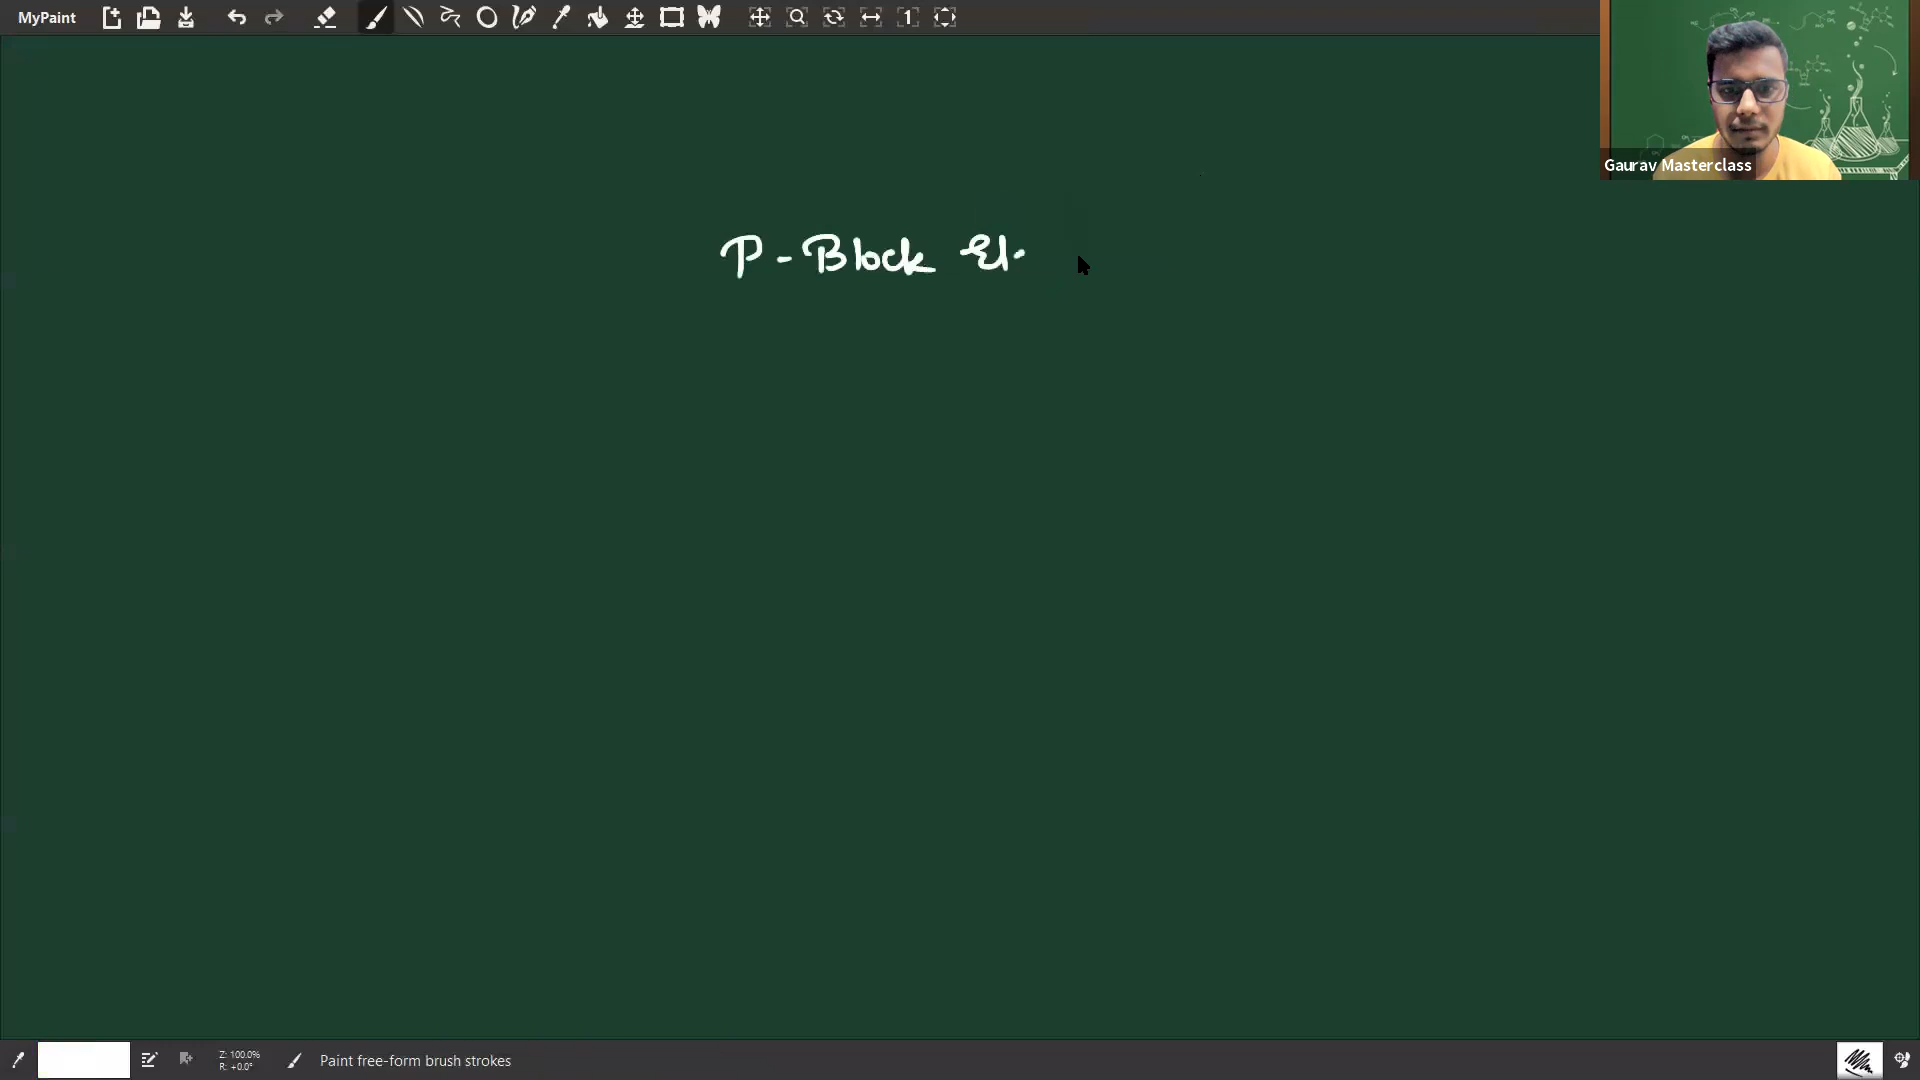 MyPaint
Gaurav Masterclass
P-Block El.
Z: 100.0%
R: +0.0°
Paint free-form brush strokes